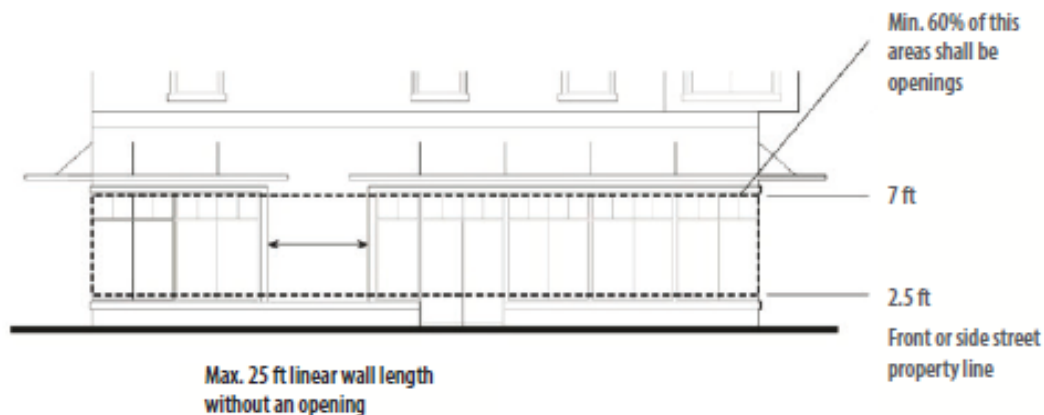 Min. 60% of this
areas shall be
openings
7 ft
2.5 ft
Front or side street
property line
Max. 25 ft linear wall length
without an opening